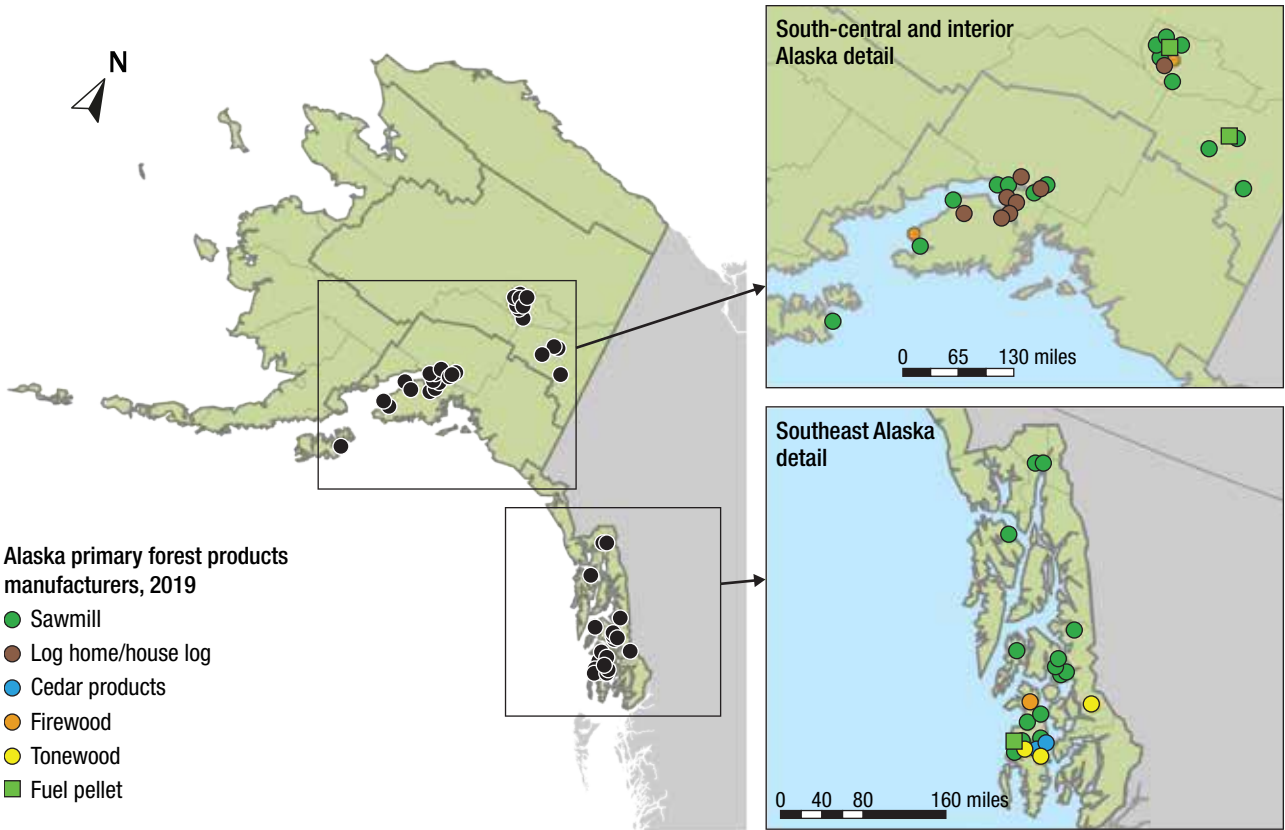 N
Alaska primary forest products
manufacturers, 2019
Sawmill
Log home/house log
Cedar products
Firewood
Tonewood
Fuel pellet
South-central and interior
Alaska detail
0 65 130 miles
Southeast Alaska
detail
0 40 80 160 miles